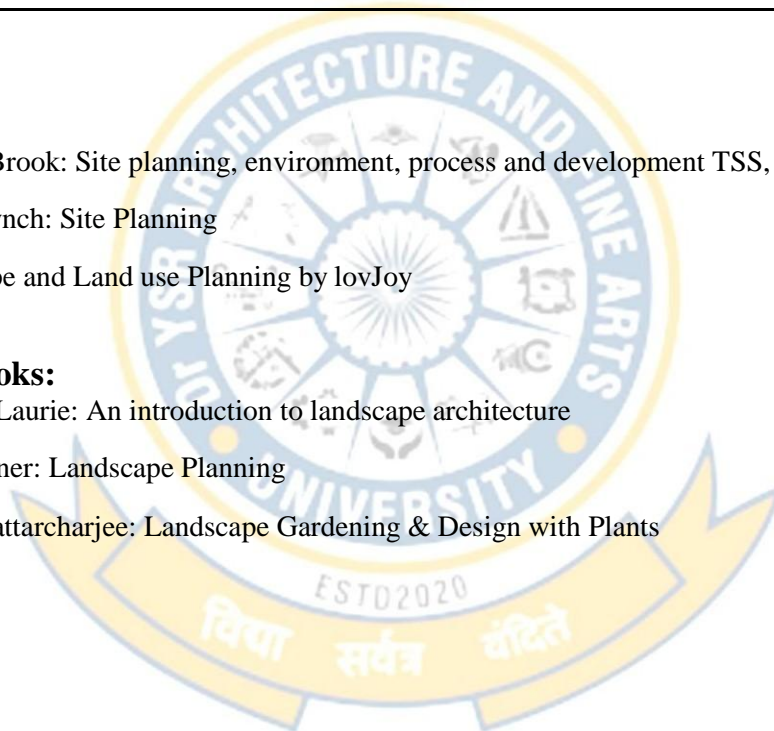 Brook: Site planning, environment, process and development TSS,
ynch: Site Planning
pe and Land use Planning by lovJoy
oks:
Laurie: An introduction to landscape architecture
ner: Landscape Planning
attarcharjee: Landscape Gardening & Design with Plants
DR YSR ARCHITECTURE AND FINE ARTS
UNIVERSITY
ESTD2020
विद्या सर्वत्र वंदिते